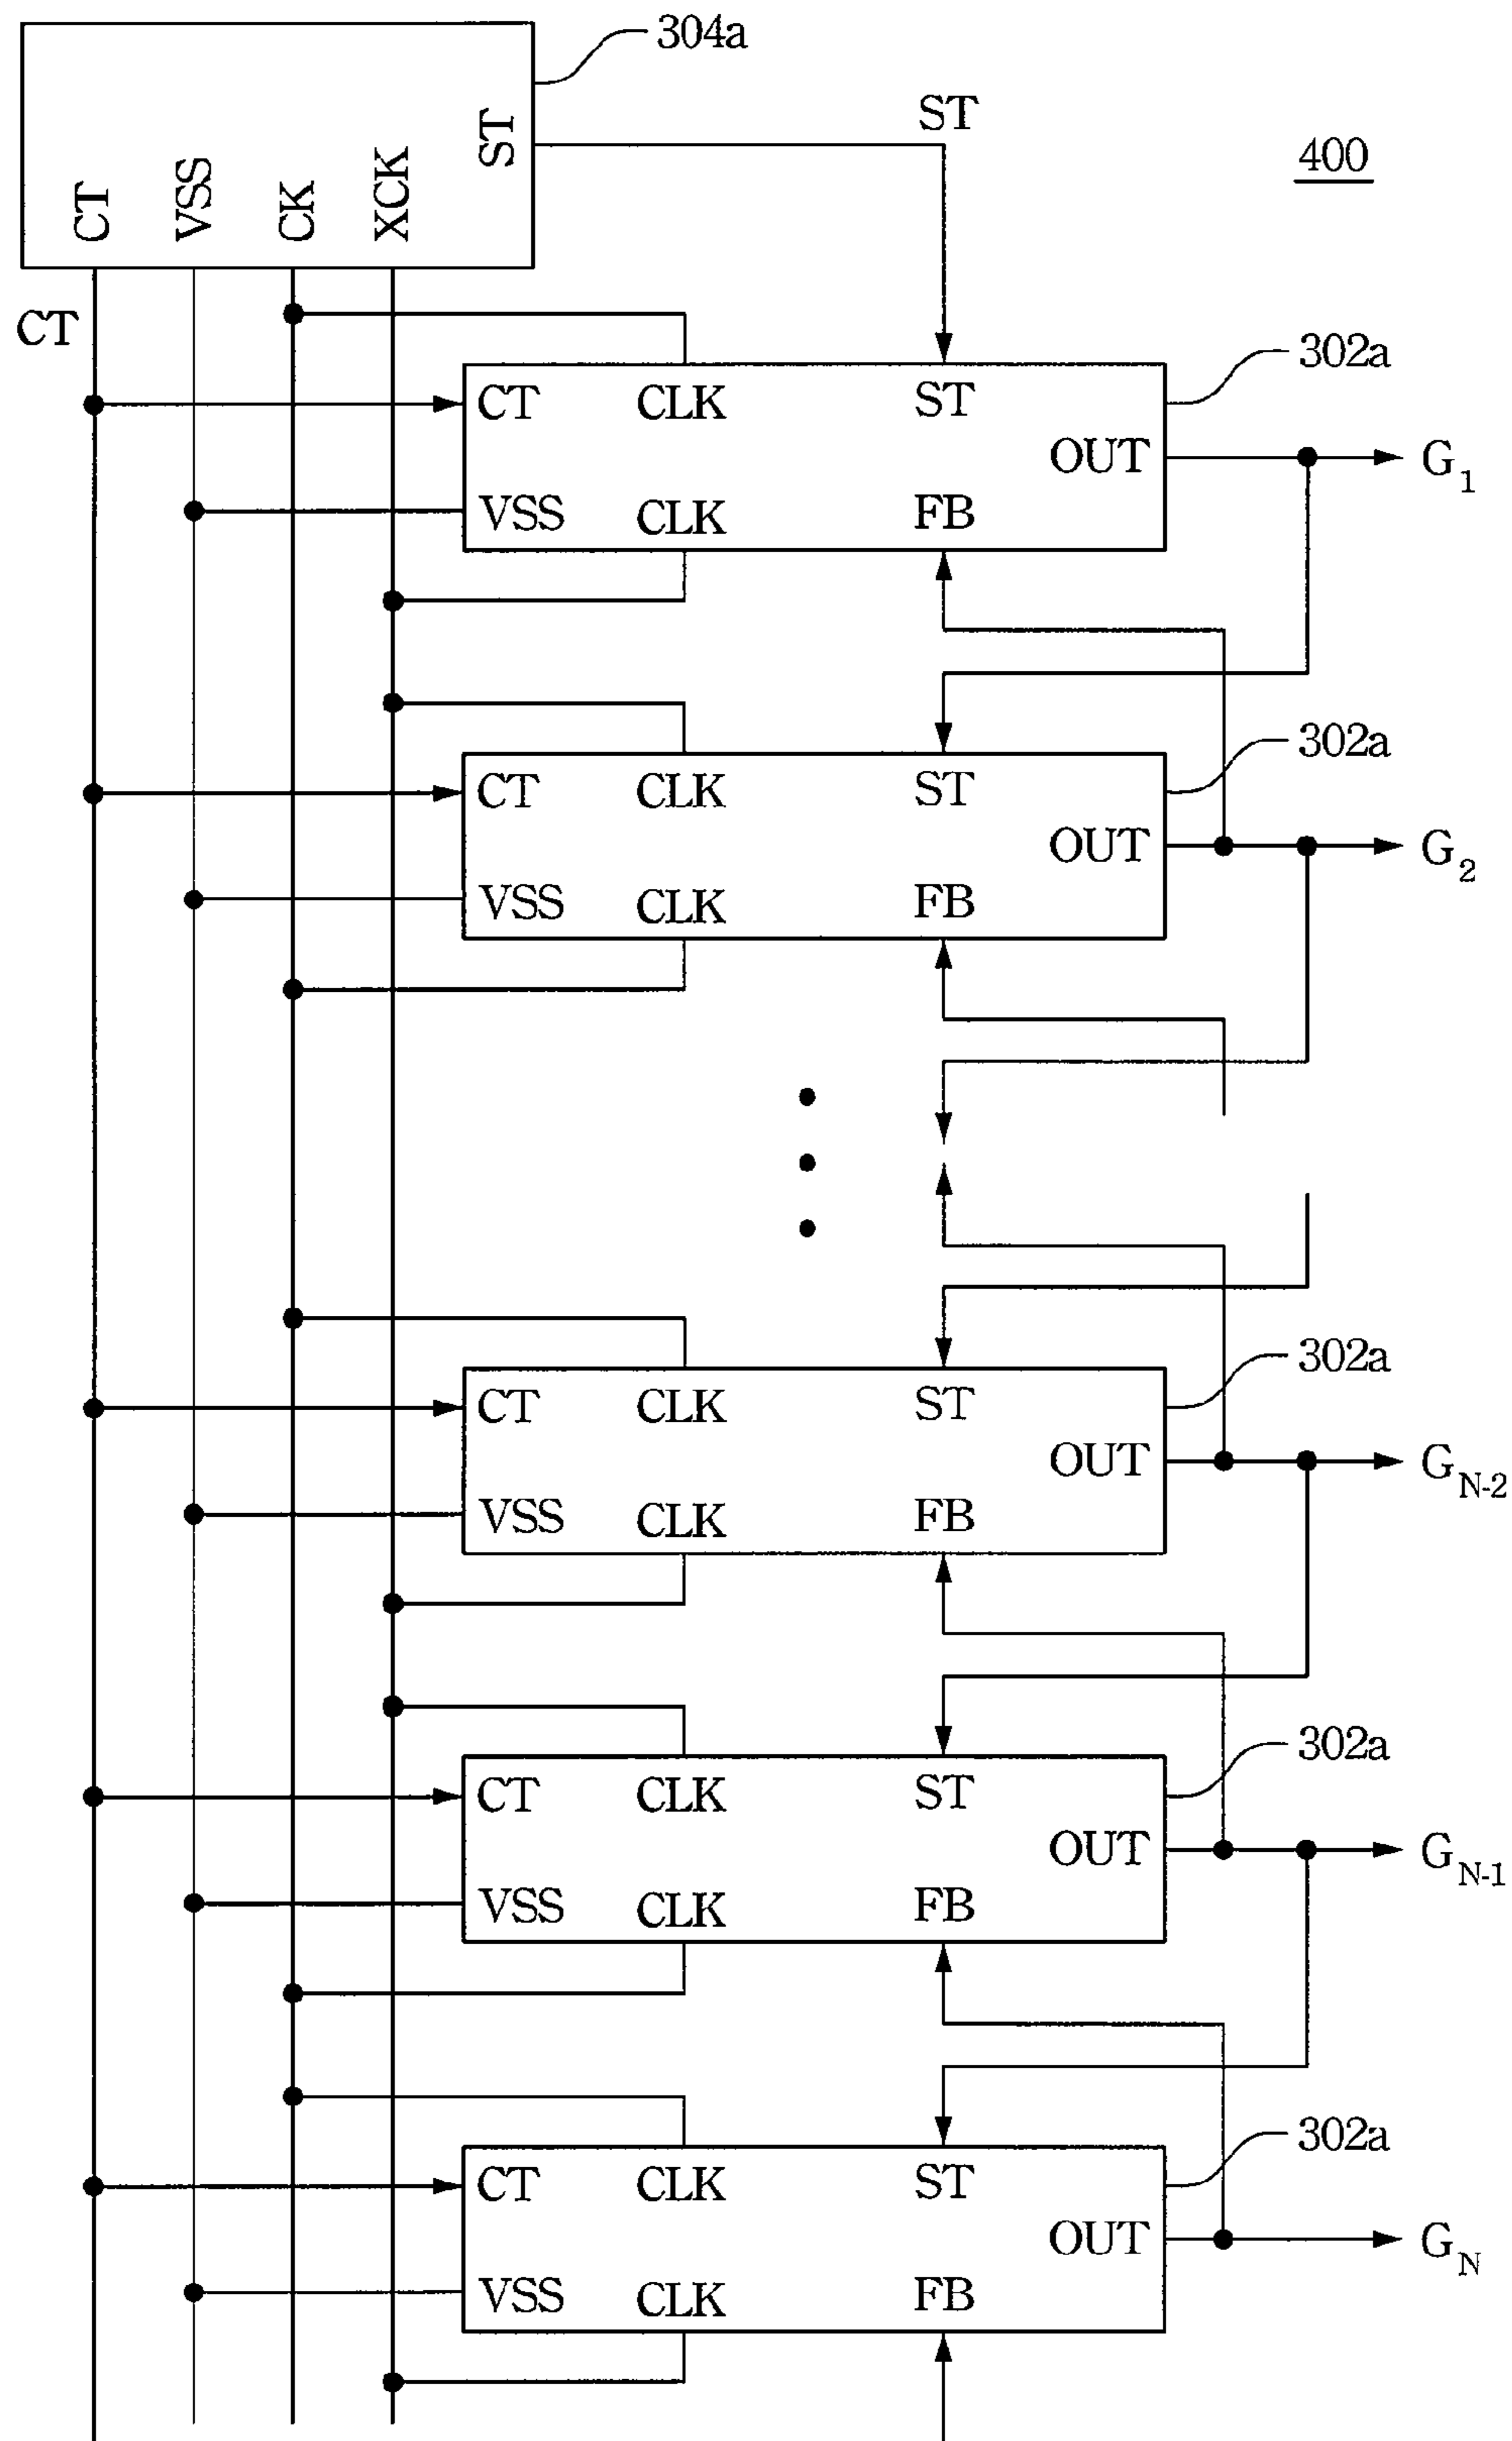 304a
ST
ST
400
CT
VSS
CK
XCK
CT
302a
CT
CLK
ST
OUT
G1
VSS
CLK
FB
302a
CT
CLK
ST
OUT
G2
VSS
CLK
FB
302a
CT
CLK
ST
OUT
GN-2
VSS
CLK
FB
302a
CT
CLK
ST
OUT
GN-1
VSS
CLK
FB
302a
CT
CLK
ST
OUT
GN
VSS
CLK
FB